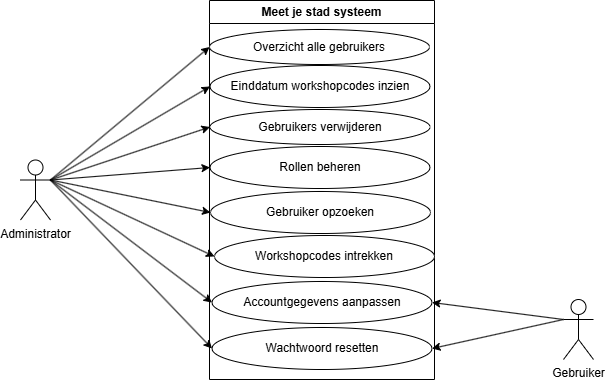 Meet je stad systeem
Overzicht alle gebruikers
Einddatum workshopcodes inzien
Gebruikers verwijderen
Rollen beheren
Gebruiker opzoeken
Administrator
Workshopcodes intrekken
Accountgegevens aanpassen
Wachtwoord resetten
Gebruiker